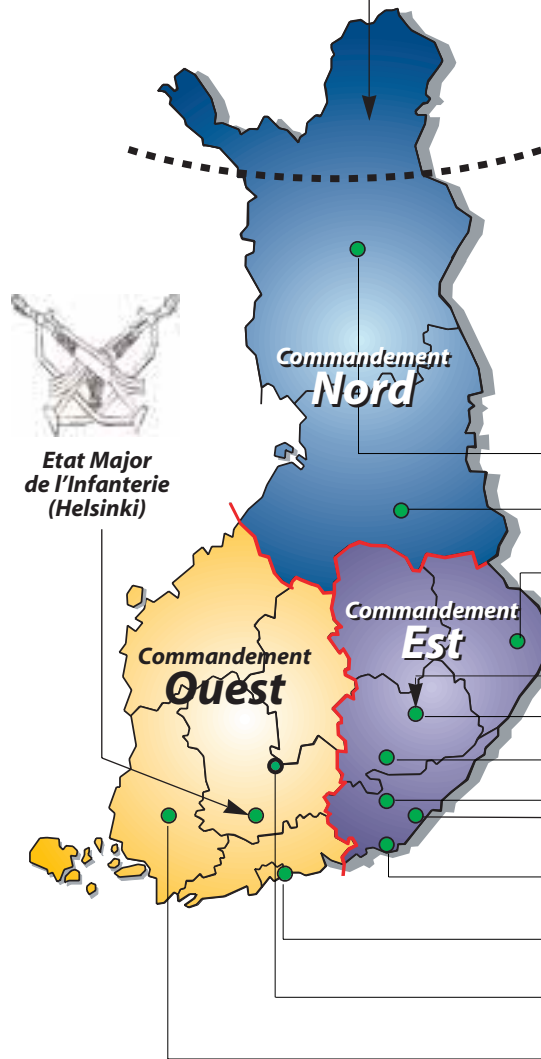 Commandement
Nord
Etat Major
de l'Infanterie
(Helsinki)
Commandement
Est
Commandement
Ouest